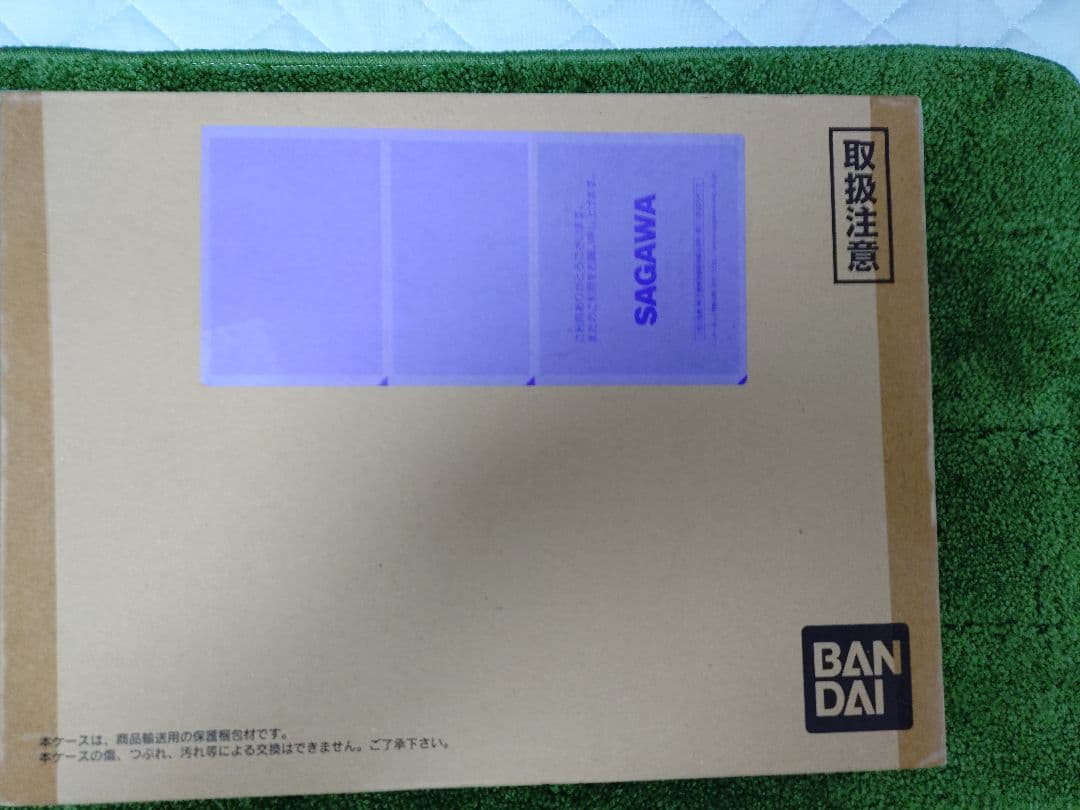 取扱注意
SAGAWA
BAN
DAI
本ケースは、商品輸送用の保護梱包材です。
本ケースの傷、つぶれ、汚れ等による交換はできません。ご了承下さい。